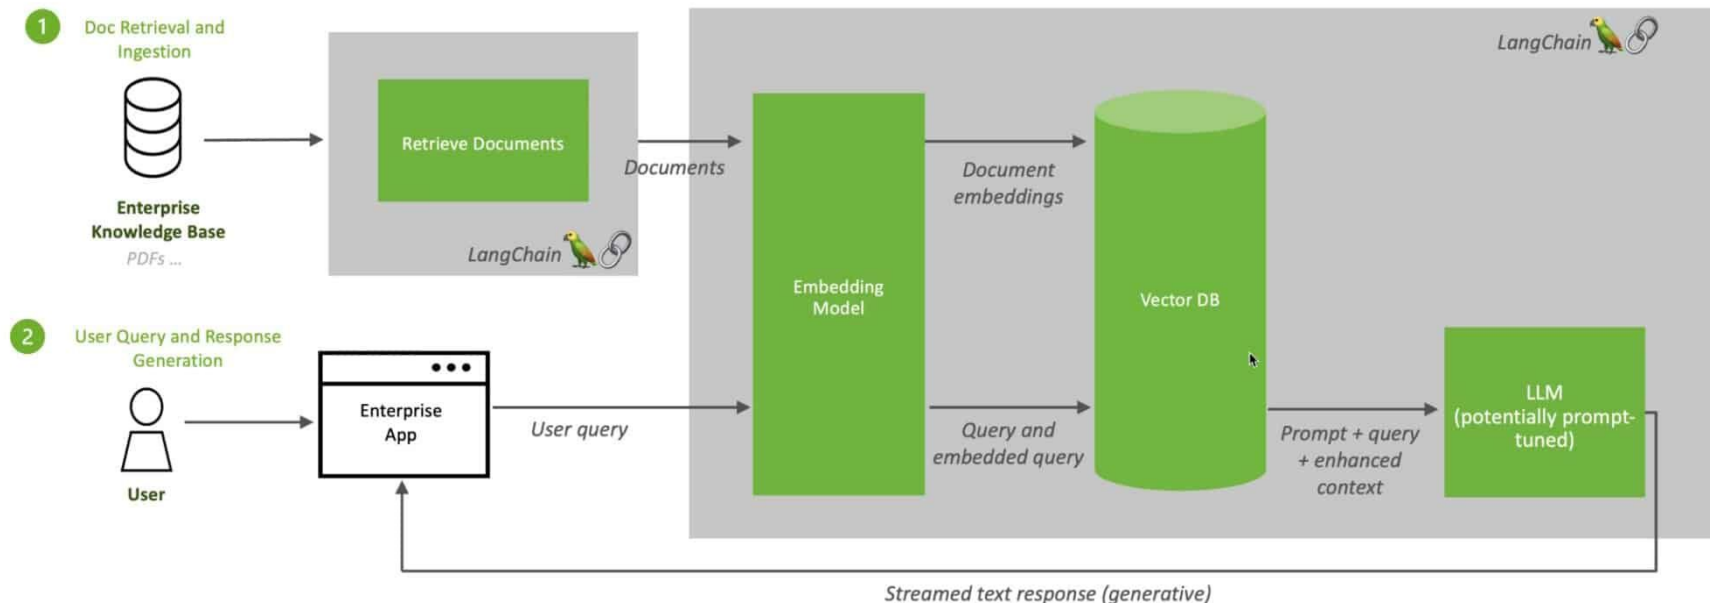 1
Doc Retrieval and
Ingestion
Enterprise
Knowledge Base
PDFs ...
Retrieve Documents
LangChain
Documents
LangChain
Embedding
Model
Document
embeddings
Vector DB
2
User Query and Response
Generation
User
Enterprise
App
User query
Query and
embedded query
Prompt + query
+ enhanced
context
LLM
(potentially prompt-
tuned)
Streamed text response (generative)